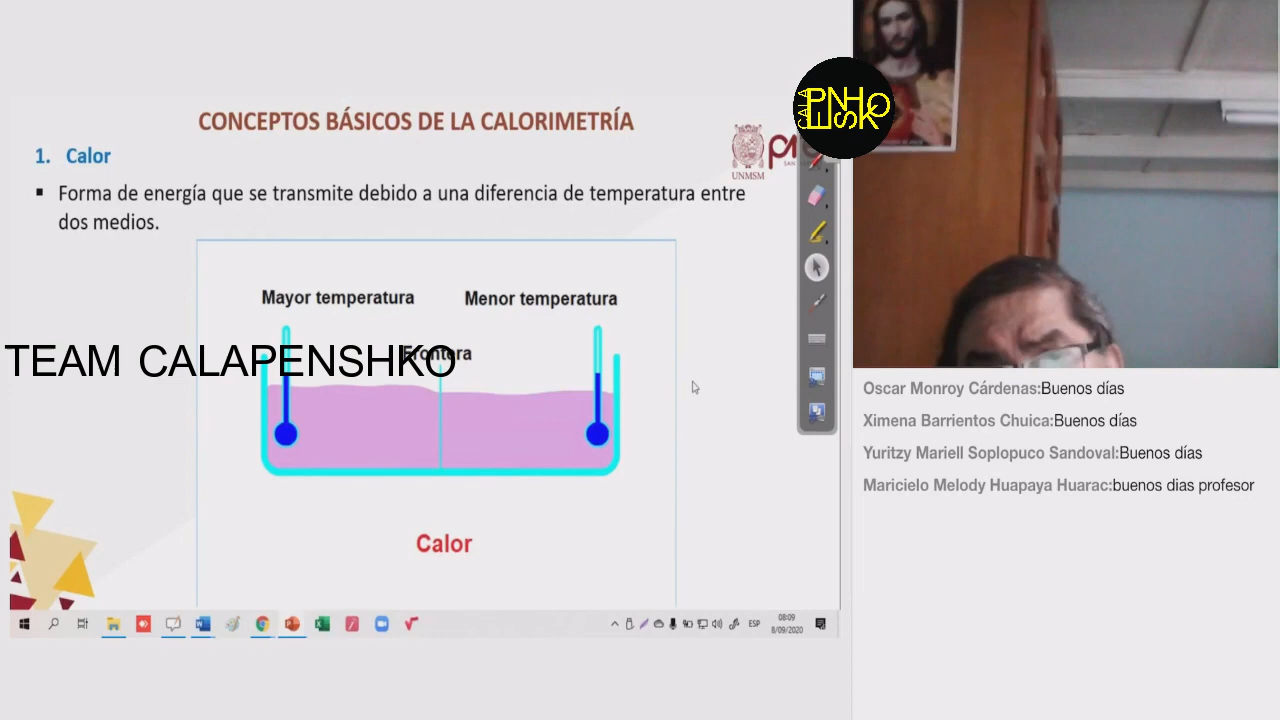 CONCEPTOS BÁSICOS DE LA CALORIMETRÍA
1. Calor
▪ Forma de energía que se transmite debido a una diferencia de temperatura entre
dos medios.
UNMSM
Mayor temperatura
Menor temperatura
Frontera
TEAM CALAPENSHKO
Calor
ESP
08:09
8/09/2020
CALA
PENSHKO
Oscar Monroy Cárdenas:Buenos días
Ximena Barrientos Chuica:Buenos días
Yuritzy Mariell Soplopuco Sandoval:Buenos días
Maricielo Melody Huapaya Huarac:buenos dias profesor